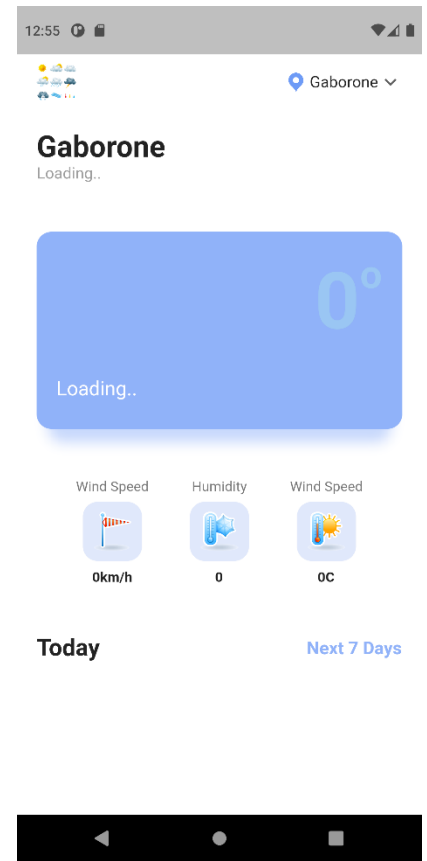 12:55
Gaborone
Gaborone
Loading..
0°
Loading..
Wind Speed Humidity Wind Speed
0km/h 0 0C
Today Next 7 Days